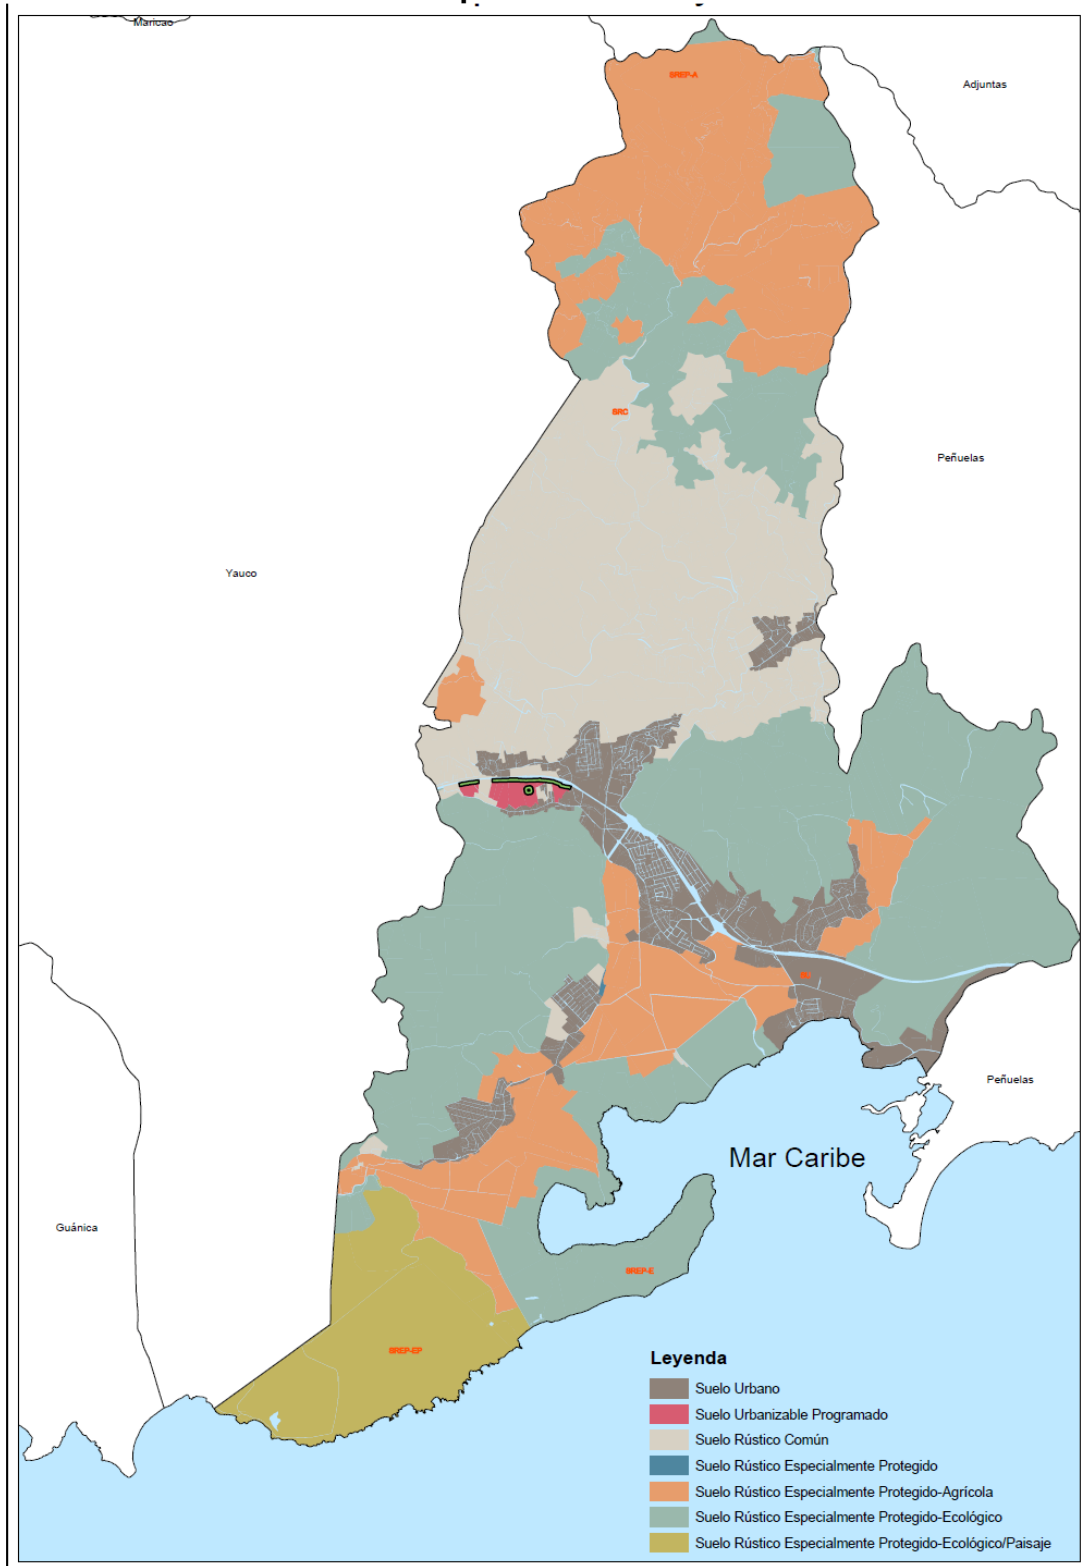 Maricao
SREP-A
Adjuntas
SRC
Peñuelas
Yauco
SU
Peñuelas
Mar Caribe
Guánica
SREP-E
SREP-EP
Leyenda
Suelo Urbano
Suelo Urbanizable Programado
Suelo Rústico Común
Suelo Rústico Especialmente Protegido
Suelo Rústico Especialmente Protegido-Agrícola
Suelo Rústico Especialmente Protegido-Ecológico
Suelo Rústico Especialmente Protegido-Ecológico/Paisaje